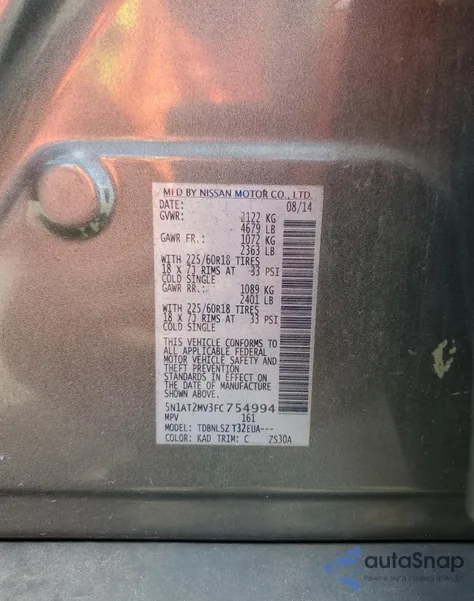 MFD BY NISSAN MOTOR CO., LTD.
DATE: 08/14
GVWR: 2122 KG
4679 LB
GAWR FR.: 1072 KG
2363 LB
WITH 225/60R18 TIRES
18 X 7J RIMS AT 33 PSI
COLD SINGLE
GAWR RR.: 1089 KG
2401 LB
WITH 225/60R18 TIRES
18 X 7J RIMS AT 33 PSI
COLD SINGLE
THIS VEHICLE CONFORMS TO
ALL APPLICABLE FEDERAL
MOTOR VEHICLE SAFETY AND
THEFT PREVENTION
STANDARDS IN EFFECT ON
THE DATE OF MANUFACTURE
SHOWN ABOVE.
5N1AT2MV3FC754994
MPV 161
MODEL: TDBNLSZ T32EUA---
COLOR: KAD TRIM: C ZS30A
autoSnap